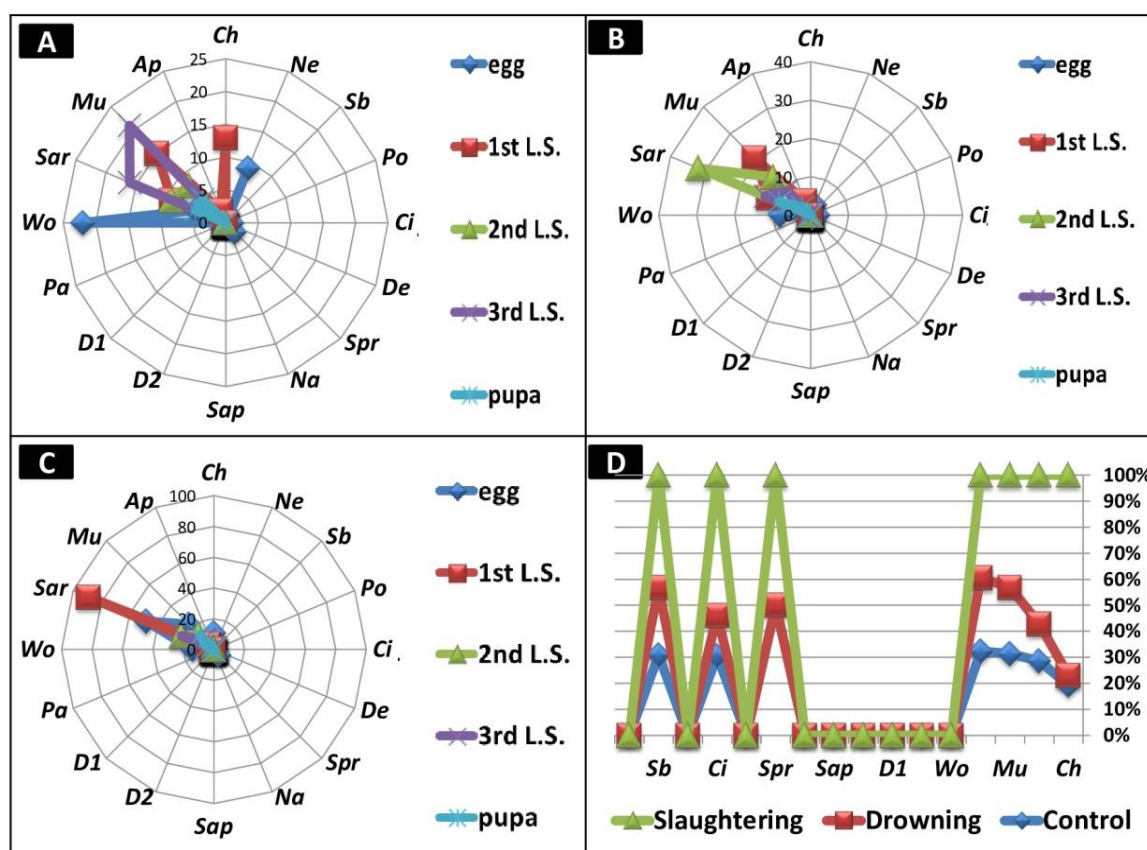 A
Ch
Ne
Sb
Po
Ci
De
Spr
Na
Sap
D2
D1
Pa
Wo
Sar
Mu
Ap
25
20
15
10
5
0
egg
1st L.S.
2nd L.S.
3rd L.S.
pupa
B
Ch
Ne
Sb
Po
Ci
De
Spr
Na
Sap
D2
D1
Pa
Wo
Sar
Mu
Ap
40
30
20
10
0
egg
1st L.S.
2nd L.S.
3rd L.S.
pupa
C
Ch
Ne
Sb
Po
Ci
De
Spr
Na
Sap
D2
D1
Pa
Wo
Sar
Mu
Ap
100
80
60
40
20
0
egg
1st L.S.
2nd L.S.
3rd L.S.
pupa
D
100%
90%
80%
70%
60%
50%
40%
30%
20%
10%
0%
Sb Ci Spr Sap D1 Wo Mu Ch
Slaughtering Drowning Control